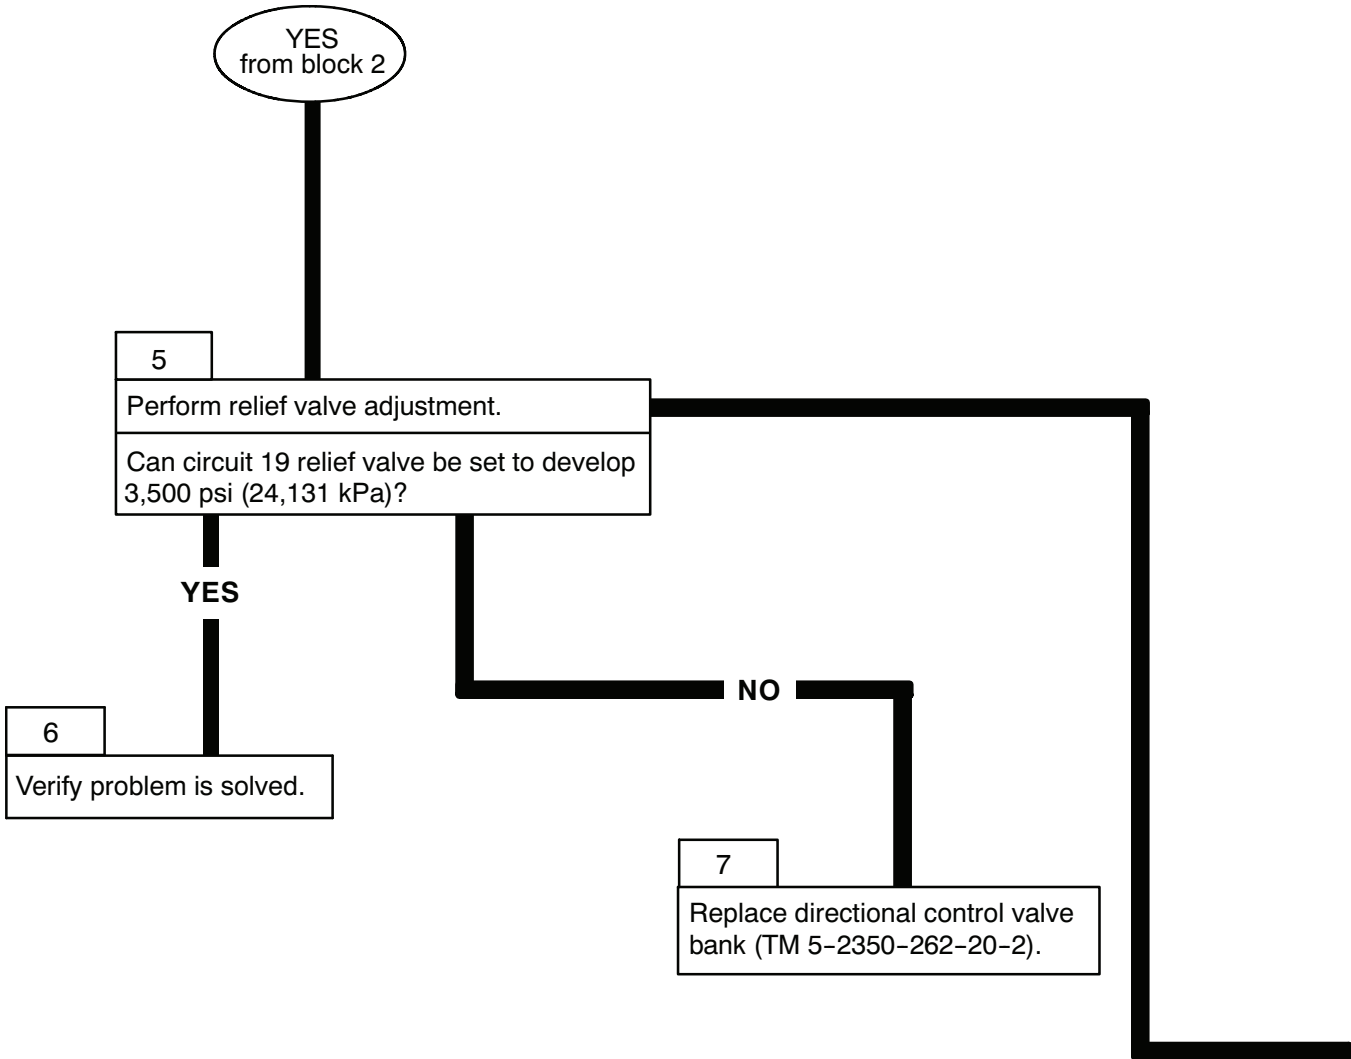 YES
from block 2
5
Perform relief valve adjustment.
Can circuit 19 relief valve be set to develop
3,500 psi (24,131 kPa)?
YES
NO
6
Verify problem is solved.
7
Replace directional control valve
bank (TM 5-2350-262-20-2).